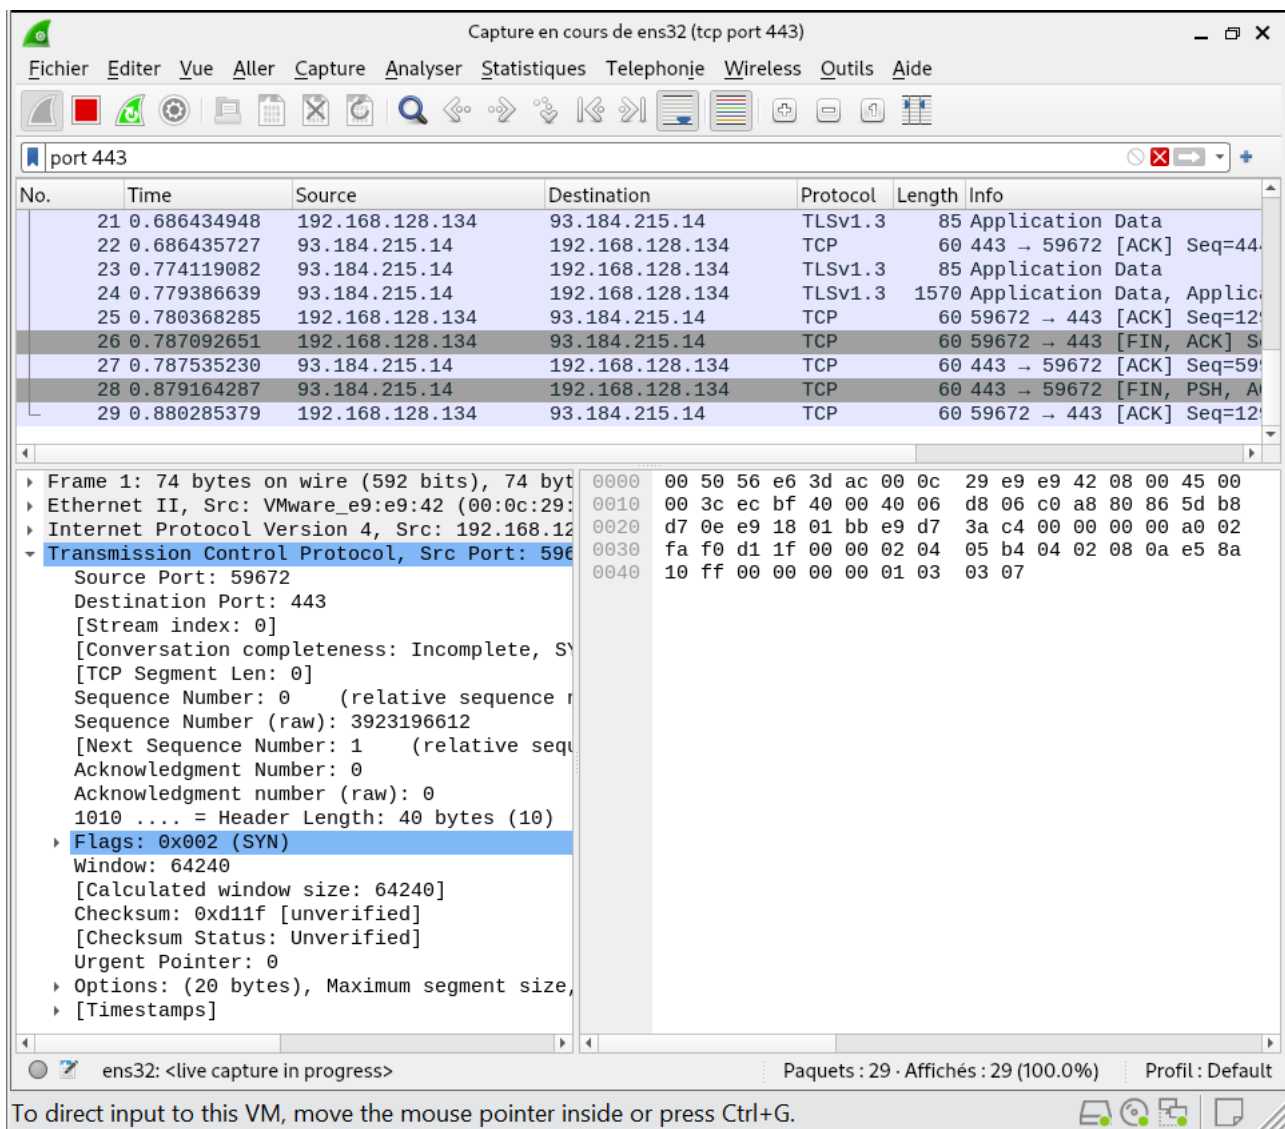 Capture en cours de ens32 (tcp port 443)
Fichier Editer Vue Aller Capture Analyser Statistiques Telephonie Wireless Outils Aide
port 443
No. Time Source Destination Protocol Length Info
21 0.686434948 192.168.128.134 93.184.215.14 TLSv1.3 85 Application Data
22 0.686435727 93.184.215.14 192.168.128.134 TCP 60 443 → 59672 [ACK] Seq=44
23 0.774119082 93.184.215.14 192.168.128.134 TLSv1.3 85 Application Data
24 0.779386639 93.184.215.14 192.168.128.134 TLSv1.3 1570 Application Data, Applic
25 0.780368285 192.168.128.134 93.184.215.14 TCP 60 59672 → 443 [ACK] Seq=12
26 0.787092651 192.168.128.134 93.184.215.14 TCP 60 59672 → 443 [FIN, ACK] S
27 0.787535230 93.184.215.14 192.168.128.134 TCP 60 443 → 59672 [ACK] Seq=59
28 0.879164287 93.184.215.14 192.168.128.134 TCP 60 443 → 59672 [FIN, PSH, A
29 0.880285379 192.168.128.134 93.184.215.14 TCP 60 59672 → 443 [ACK] Seq=12
Frame 1: 74 bytes on wire (592 bits), 74 byt
Ethernet II, Src: VMware_e9:e9:42 (00:0c:29:
Internet Protocol Version 4, Src: 192.168.12
Transmission Control Protocol, Src Port: 596
Source Port: 59672
Destination Port: 443
[Stream index: 0]
[Conversation completeness: Incomplete, SY
[TCP Segment Len: 0]
Sequence Number: 0 (relative sequence r
Sequence Number (raw): 3923196612
[Next Sequence Number: 1 (relative sequ
Acknowledgment Number: 0
Acknowledgment number (raw): 0
1010 .... = Header Length: 40 bytes (10)
Flags: 0x002 (SYN)
Window: 64240
[Calculated window size: 64240]
Checksum: 0xd11f [unverified]
[Checksum Status: Unverified]
Urgent Pointer: 0
Options: (20 bytes), Maximum segment size,
[Timestamps]
0000 00 50 56 e6 3d ac 00 0c 29 e9 e9 42 08 00 45 00
0010 00 3c ec bf 40 00 40 06 d8 06 c0 a8 80 86 5d b8
0020 d7 0e e9 18 01 bb e9 d7 3a c4 00 00 00 00 a0 02
0030 fa f0 d1 1f 00 00 02 04 05 b4 04 02 08 0a e5 8a
0040 10 ff 00 00 00 00 01 03 03 07
ens32: <live capture in progress>
Paquets : 29 · Affichés : 29 (100.0%)
Profil : Default
To direct input to this VM, move the mouse pointer inside or press Ctrl+G.